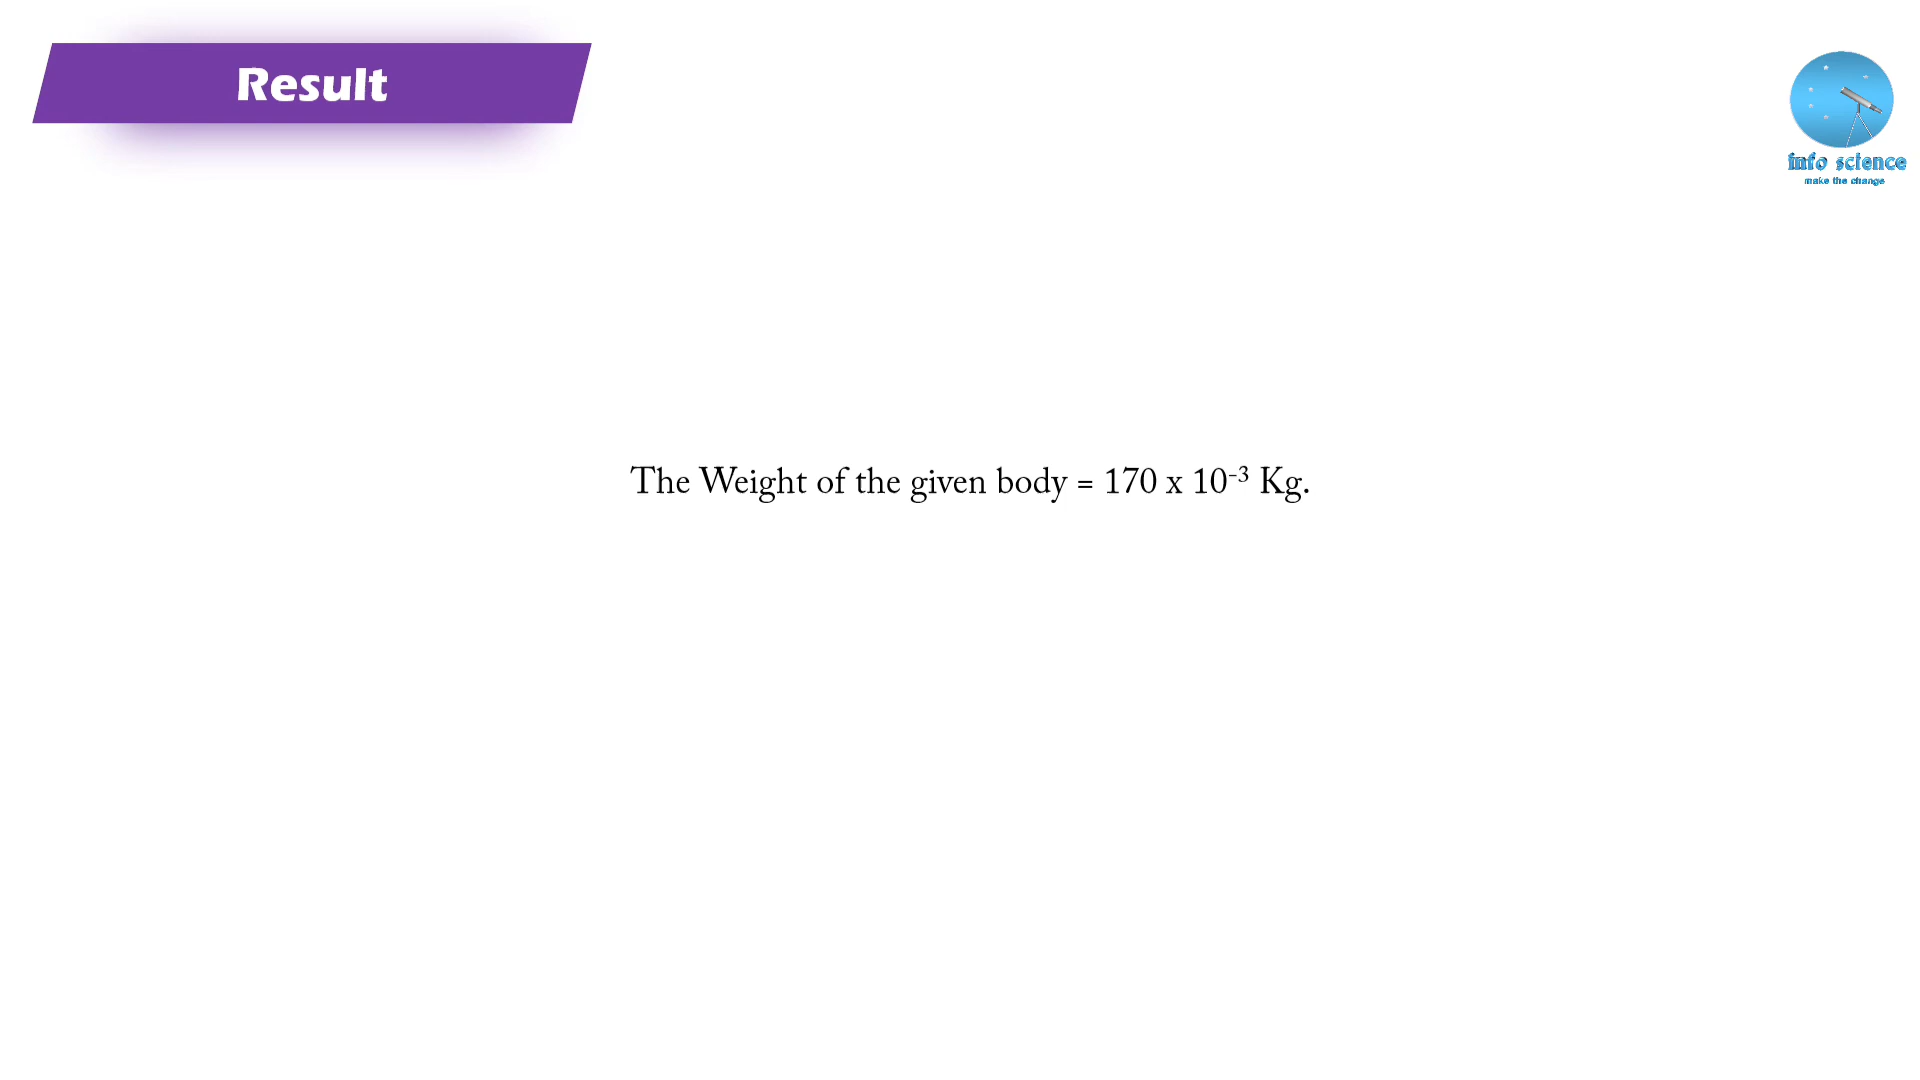 Result
info science
make the change
The Weight of the given body = 170 x 10⁻³ Kg.